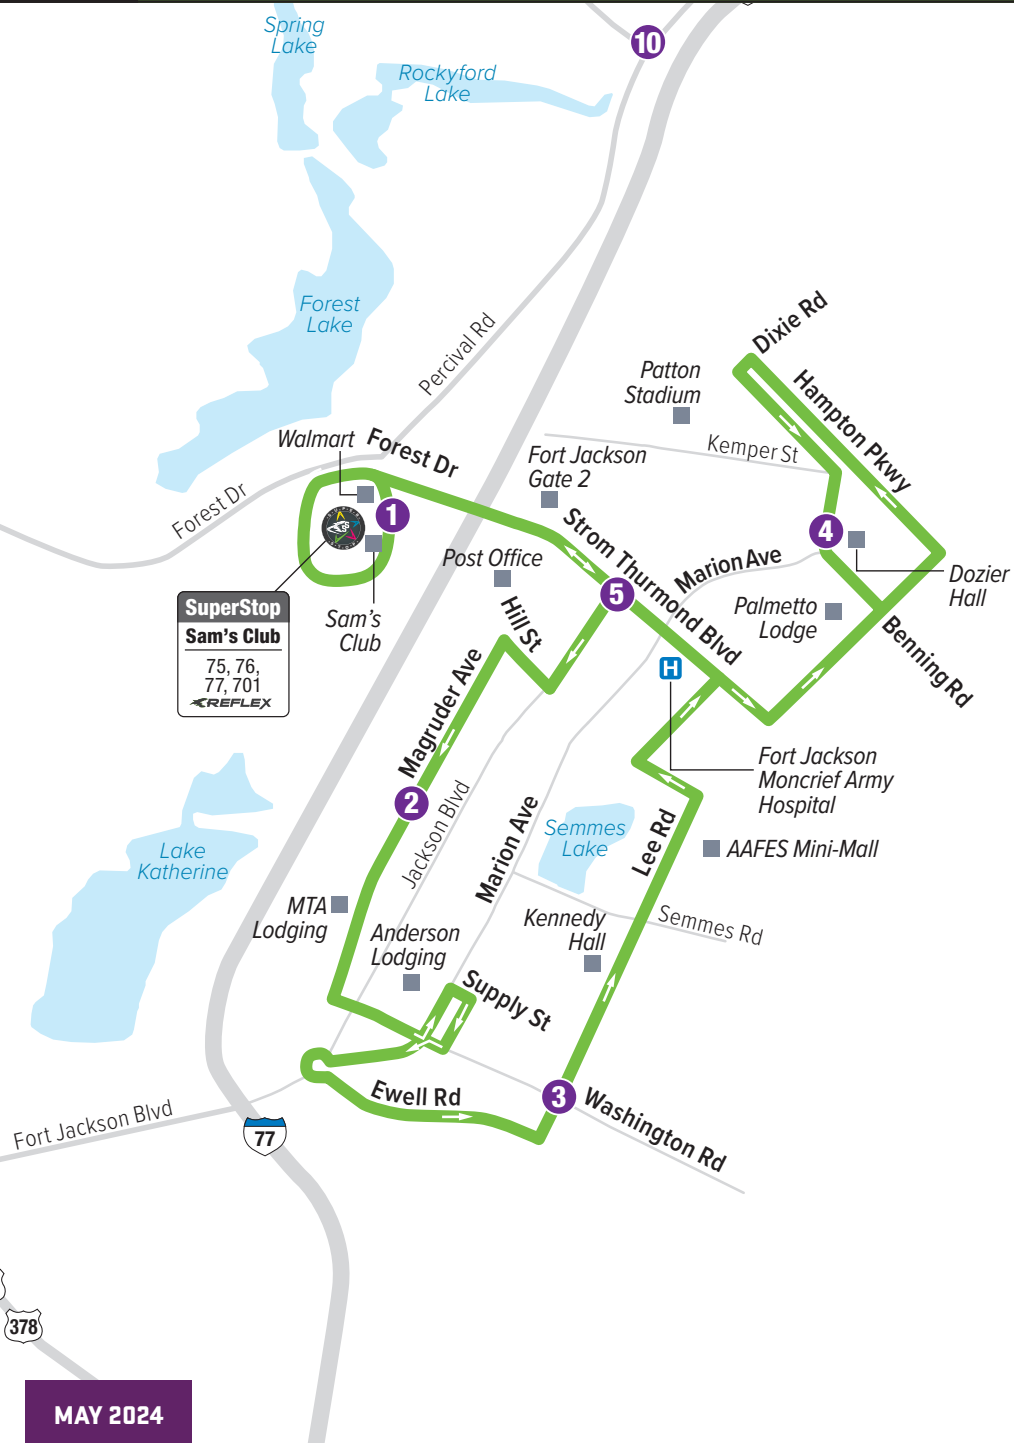 Spring
Lake
10
Rockyford
Lake
Forest
Lake
Percival Rd
Dixie Rd
Patton
Stadium
Hampton Pkwy
Kemper St
Walmart
Forest Dr
Fort Jackson
Gate 2
Forest Dr
1
4
Strom Thurmond Blvd
Post Office
Marion Ave
Dozier
Hall
5
SuperStop
Sam's Club
75, 76,
77, 701
REFLEX
Sam's
Club
Hill St
Palmetto
Lodge
Benning Rd
H
Magruder Ave
Fort Jackson
Moncrief Army
Hospital
2
Jackson Blvd
Marion Ave
Semmes
Lake
Lee Rd
AAFES Mini-Mall
Lake
Katherine
MTA
Lodging
Anderson
Lodging
Kennedy
Hall
Semmes Rd
Supply St
Ewell Rd
3
Washington Rd
Fort Jackson Blvd
77
378
MAY 2024